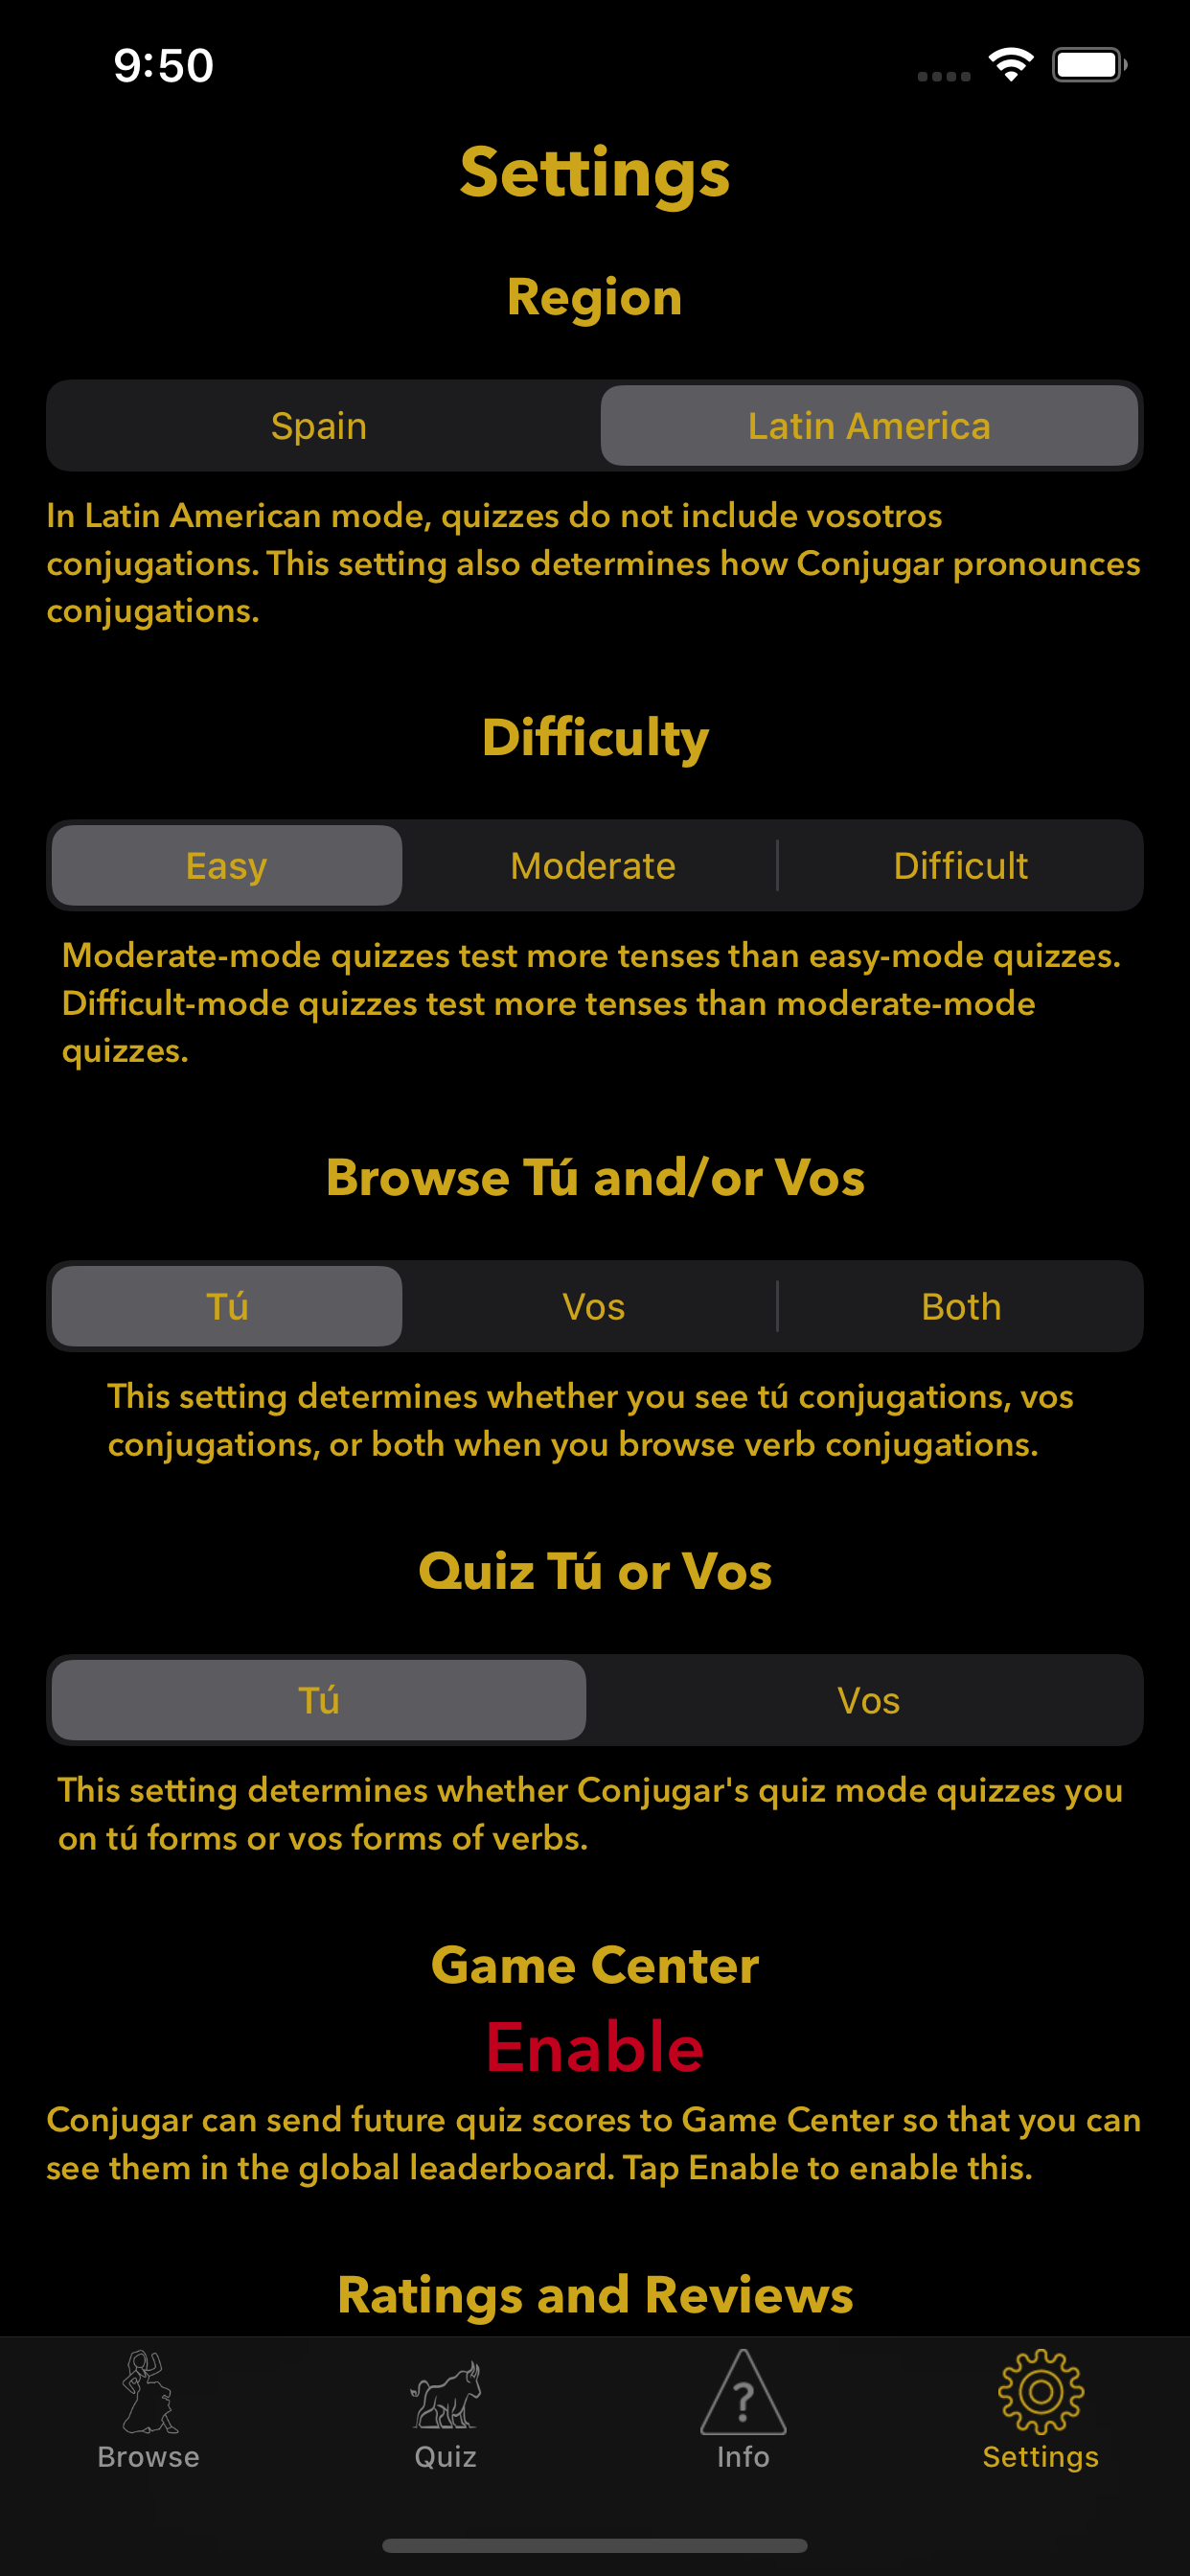 9:50
Settings
Region
Spain
Latin America
In Latin American mode, quizzes do not include vosotros
conjugations. This setting also determines how Conjugar pronounces
conjugations.
Difficulty
Easy
Moderate
Difficult
Moderate-mode quizzes test more tenses than easy-mode quizzes.
Difficult-mode quizzes test more tenses than moderate-mode
quizzes.
Browse Tú and/or Vos
Tú
Vos
Both
This setting determines whether you see tú conjugations, vos
conjugations, or both when you browse verb conjugations.
Quiz Tú or Vos
Tú
Vos
This setting determines whether Conjugar's quiz mode quizzes you
on tú forms or vos forms of verbs.
Game Center
Enable
Conjugar can send future quiz scores to Game Center so that you can
see them in the global leaderboard. Tap Enable to enable this.
Ratings and Reviews
?
Browse
Quiz
Info
Settings